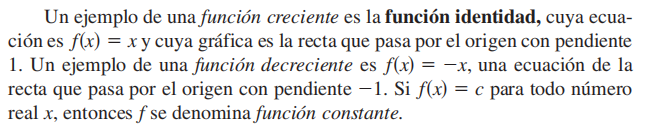 Un ejemplo de una función creciente es la función identidad, cuya ecua-
ción es f(x) = x y cuya gráfica es la recta que pasa por el origen con pendiente
1. Un ejemplo de una función decreciente es f(x) = −x, una ecuación de la
recta que pasa por el origen con pendiente −1. Si f(x) = c para todo número
real x, entonces f se denomina función constante.